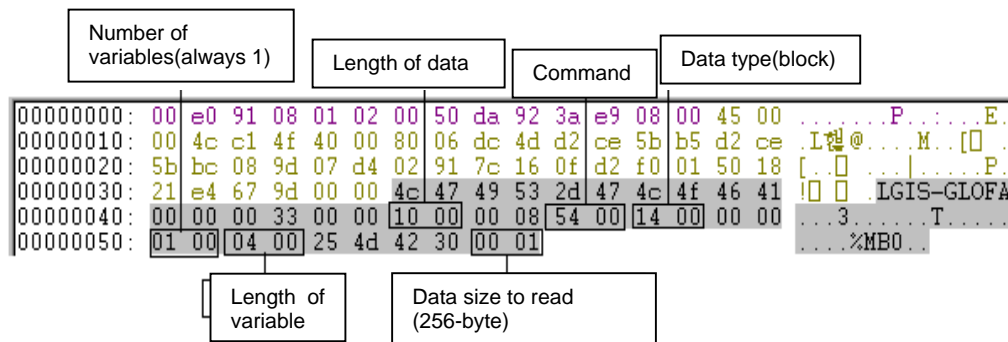 Number of
variables(always 1)
Length of data
Command
Data type(block)
00000000: 00 e0 91 08 01 02 00 50 da 92 3a e9 08 00 45 00 .......P..:...E.
00000010: 00 4c c1 4f 40 00 80 06 dc 4d d2 ce 5b b5 d2 ce .L @....M..[ ..
00000020: 5b bc 08 9d 07 d4 02 91 7c 16 0f d2 f0 01 50 18 [.. ....|.....P.
00000030: 21 e4 67 9d 00 00 4c 47 49 53 2d 47 4c 4f 46 41 ! .LGIS-GLOFA
00000040: 00 00 00 33 00 00 10 00 00 08 54 00 14 00 00 00 ...3......T.....
00000050: 01 00 04 00 25 4d 42 30 00 01 ....%MB0..
Length of
variable
Data size to read
(256-byte)